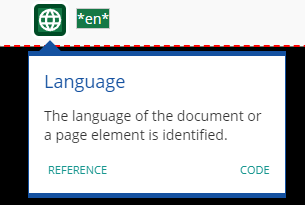 *en*
Language
The language of the document or
a page element is identified.
REFERENCE CODE